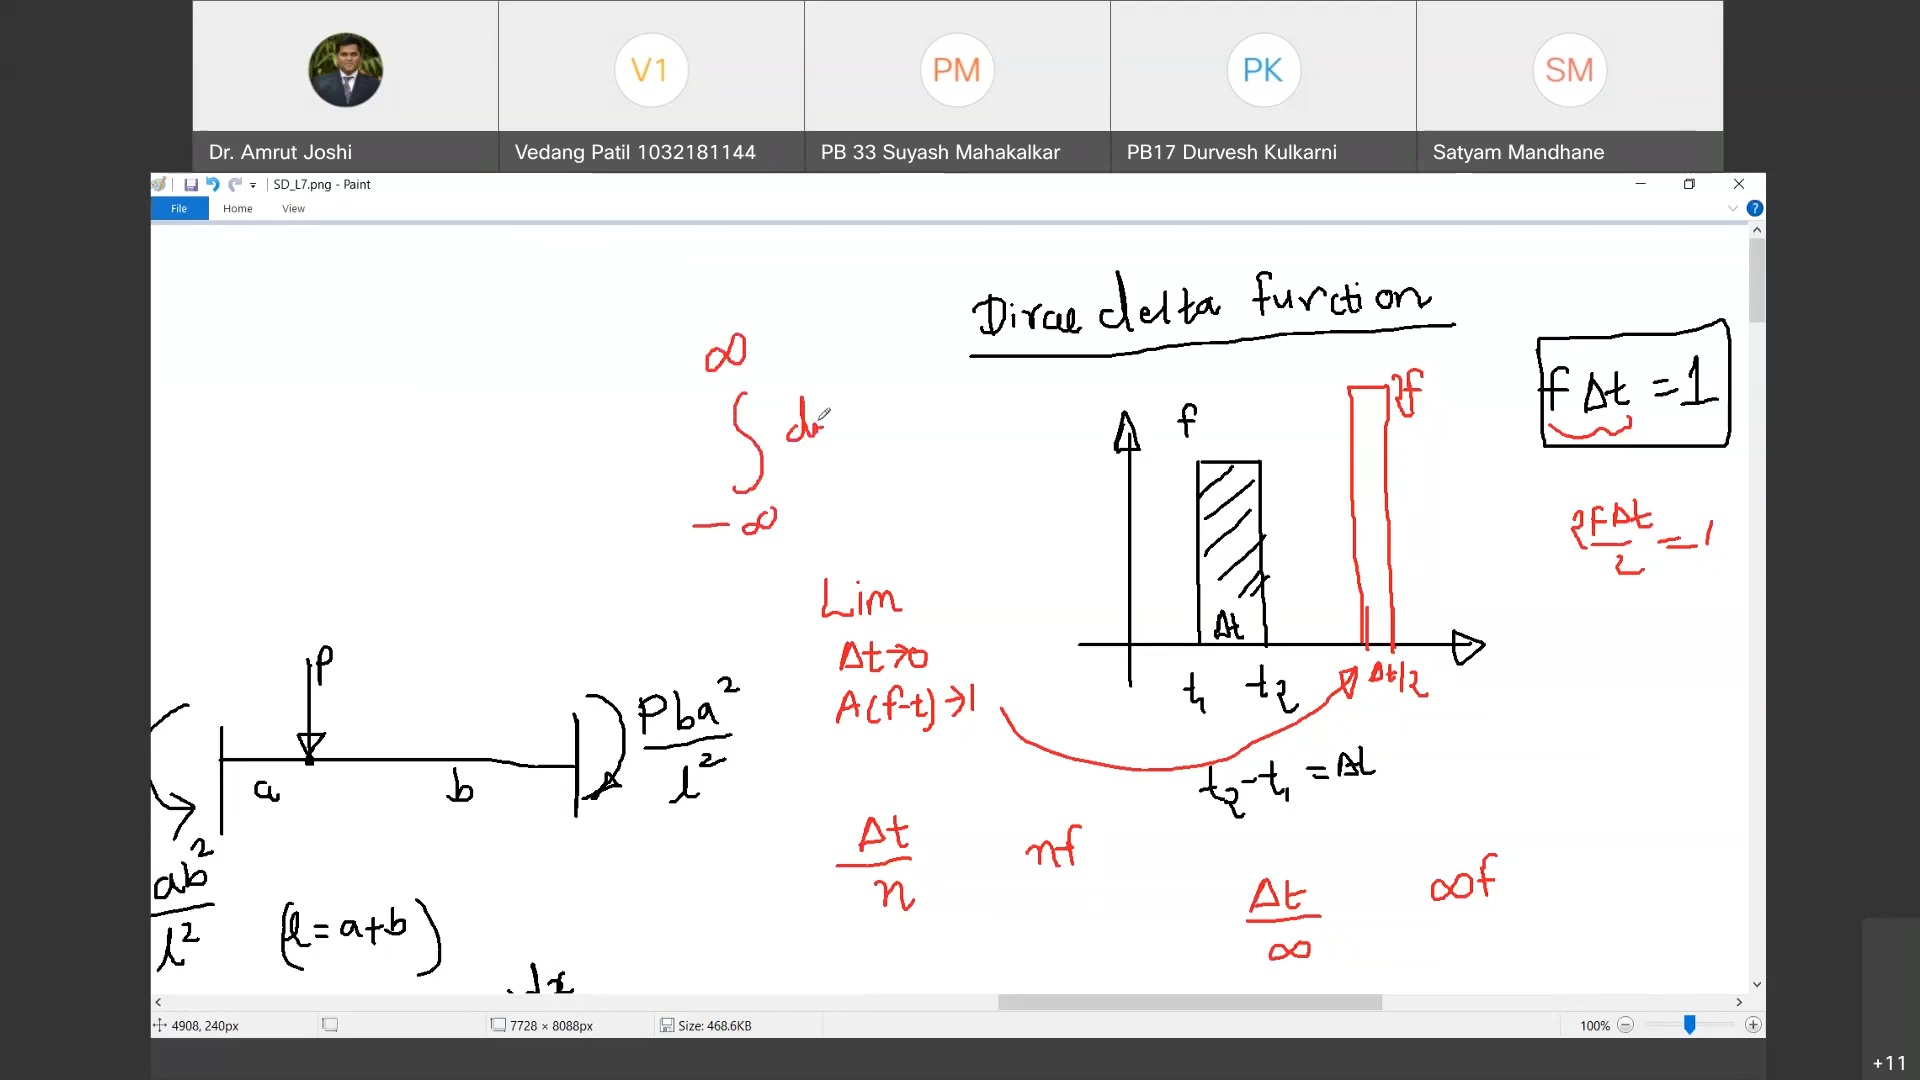 V1
PM
PK
SM
Dr. Amrut Joshi
Vedang Patil 1032181144
PB 33 Suyash Mahakalkar
PB17 Durvesh Kulkarni
Satyam Mandhane
SD_L7.png - Paint
File
Home
View
?
Dirac delta function
∞
∫
-∞
f
2f
f Δt = 1
2fΔt/2 = 1
Δt
t1
t2
Δt/2
Lim
Δt→0
A(f-t)→1
t2-t1 = Δt
P
a
b
Pba²/l²
ab²/l²
(l = a+b)
Δt/n
nf
Δt/∞
∞f
dx
4908, 240px
7728 × 8088px
Size: 468.6KB
100%
+11